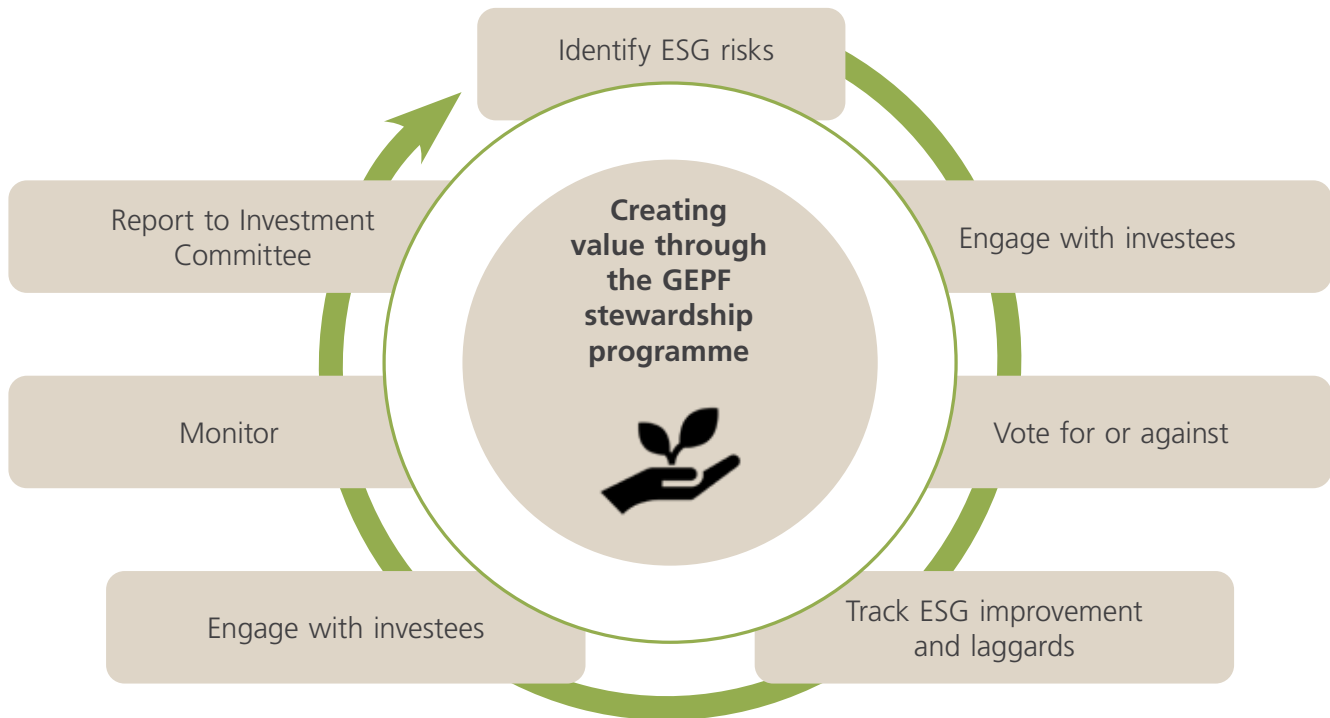 Identify ESG risks
Engage with investees
Vote for or against
Track ESG improvement
and laggards
Engage with investees
Monitor
Report to Investment
Committee
Creating
value through
the GEPF
stewardship
programme